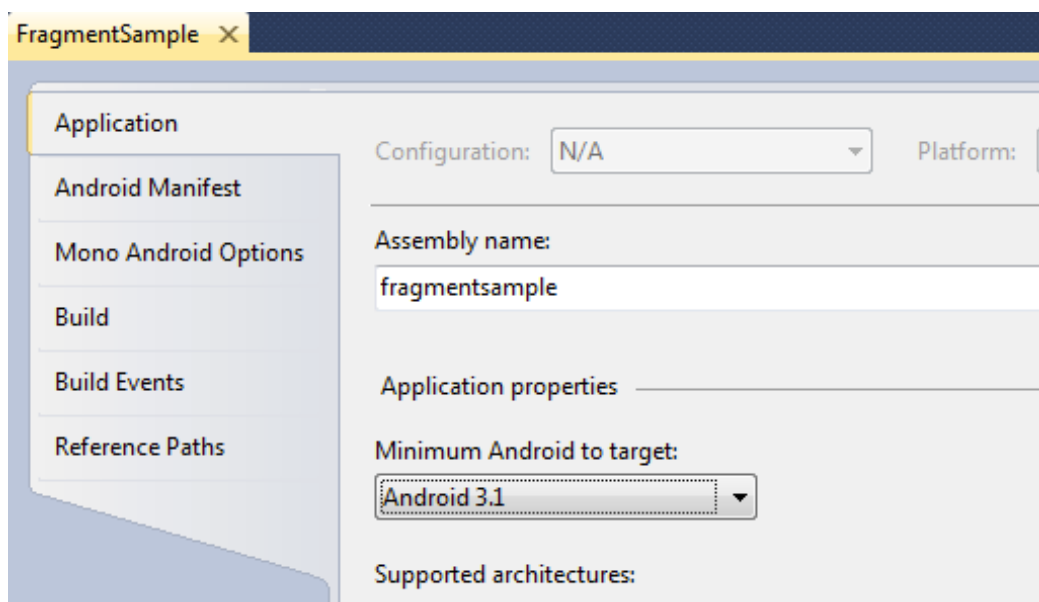 FragmentSample
Application
Android Manifest
Mono Android Options
Build
Build Events
Reference Paths
Configuration: N/A Platform:
Assembly name:
fragmentsample
Application properties
Minimum Android to target:
Android 3.1
Supported architectures: